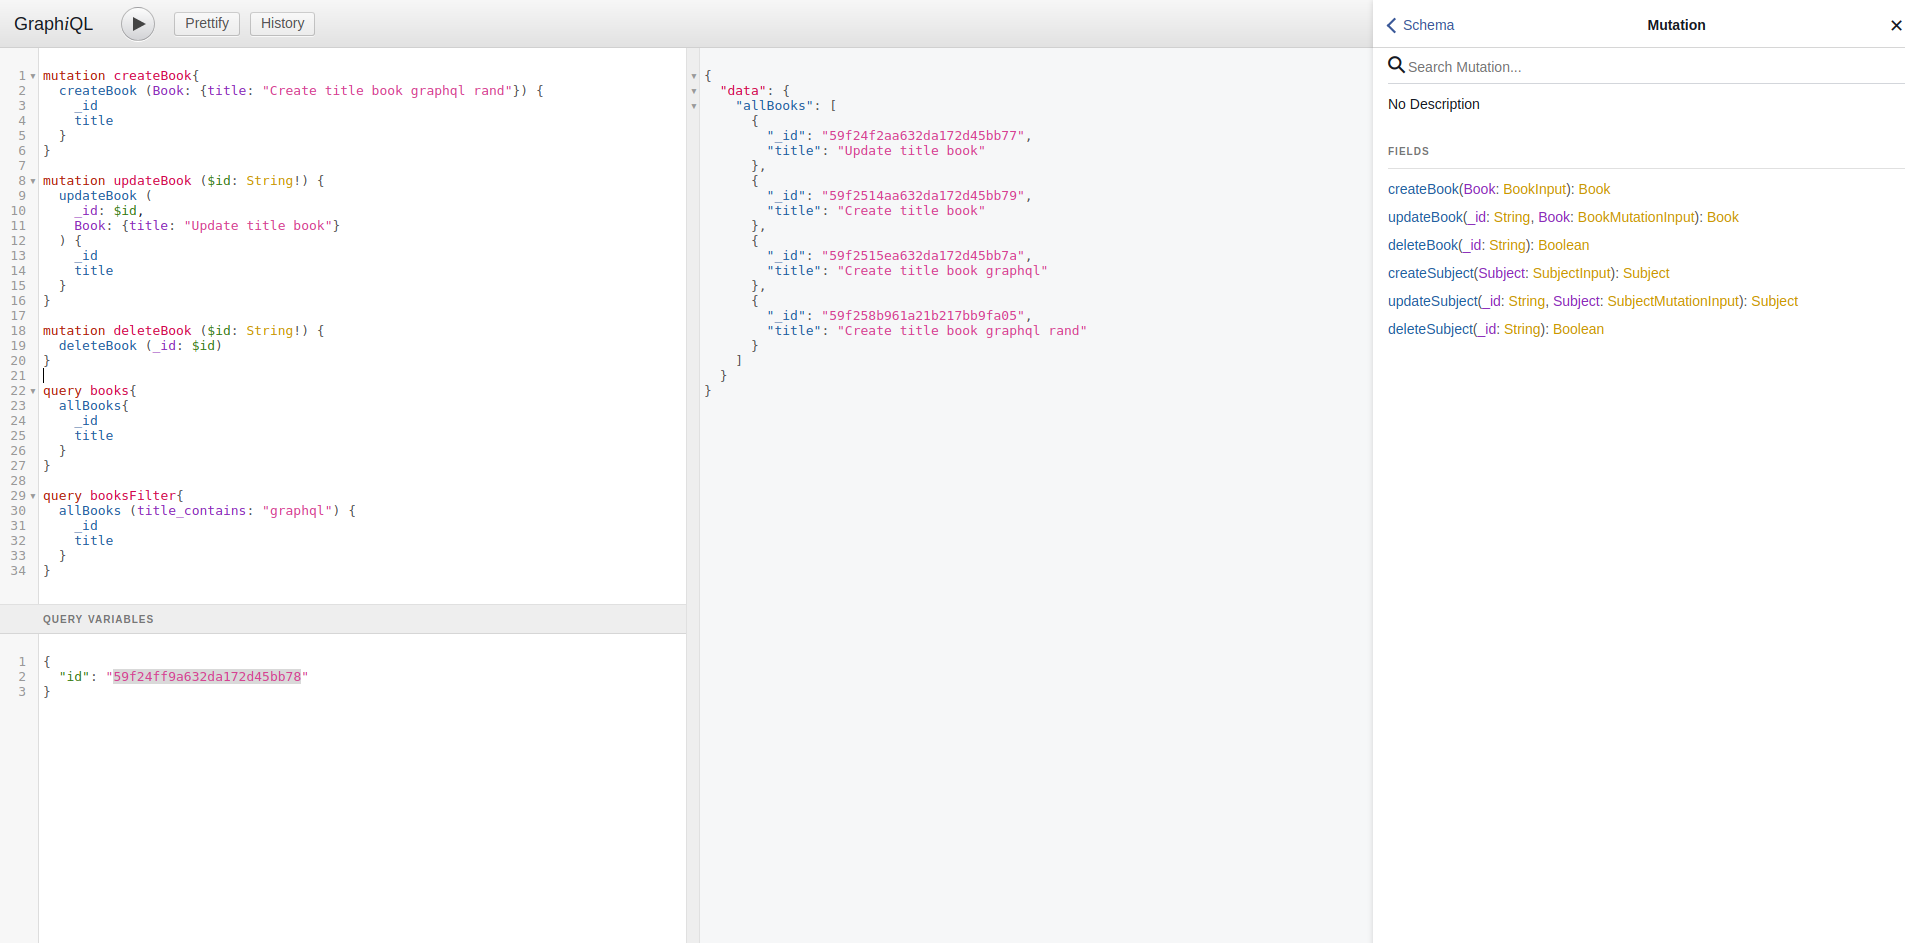 GraphiQL
Prettify
History
1 mutation createBook{
2   createBook (Book: {title: "Create title book graphql rand"}) {
3     _id
4     title
5   }
6 }
7
8 mutation updateBook ($id: String!) {
9   updateBook (
10     _id: $id,
11     Book: {title: "Update title book"}
12   ) {
13     _id
14     title
15   }
16 }
17
18 mutation deleteBook ($id: String!) {
19   deleteBook (_id: $id)
20 }
21
22 query books{
23   allBooks{
24     _id
25     title
26   }
27 }
28
29 query booksFilter{
30   allBooks (title_contains: "graphql") {
31     _id
32     title
33   }
34 }
QUERY VARIABLES
1 {
2   "id": "59f24ff9a632da172d45bb78"
3 }
{
  "data": {
    "allBooks": [
      {
        "_id": "59f24f2aa632da172d45bb77",
        "title": "Update title book"
      },
      {
        "_id": "59f2514aa632da172d45bb79",
        "title": "Create title book"
      },
      {
        "_id": "59f2515ea632da172d45bb7a",
        "title": "Create title book graphql"
      },
      {
        "_id": "59f258b961a21b217bb9fa05",
        "title": "Create title book graphql rand"
      }
    ]
  }
}
Schema
Mutation
Search Mutation...
No Description
FIELDS
createBook(Book: BookInput): Book
updateBook(_id: String, Book: BookMutationInput): Book
deleteBook(_id: String): Boolean
createSubject(Subject: SubjectInput): Subject
updateSubject(_id: String, Subject: SubjectMutationInput): Subject
deleteSubject(_id: String): Boolean